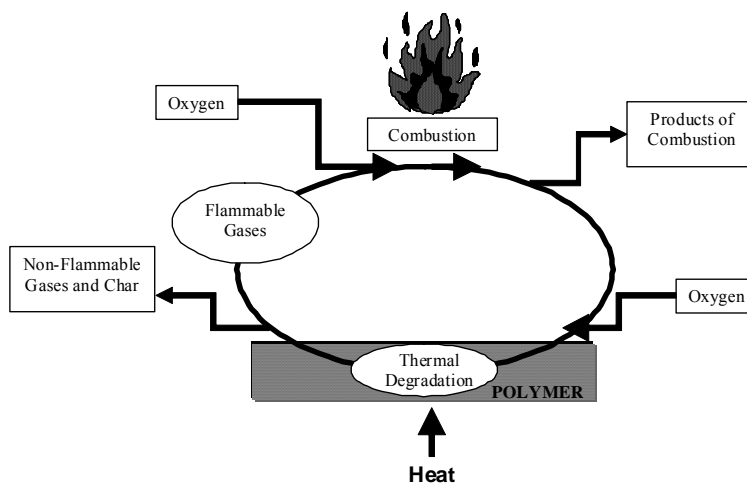 Oxygen
Combustion
Products of
Combustion
Flammable
Gases
Non-Flammable
Gases and Char
Oxygen
Thermal
Degradation
POLYMER
Heat